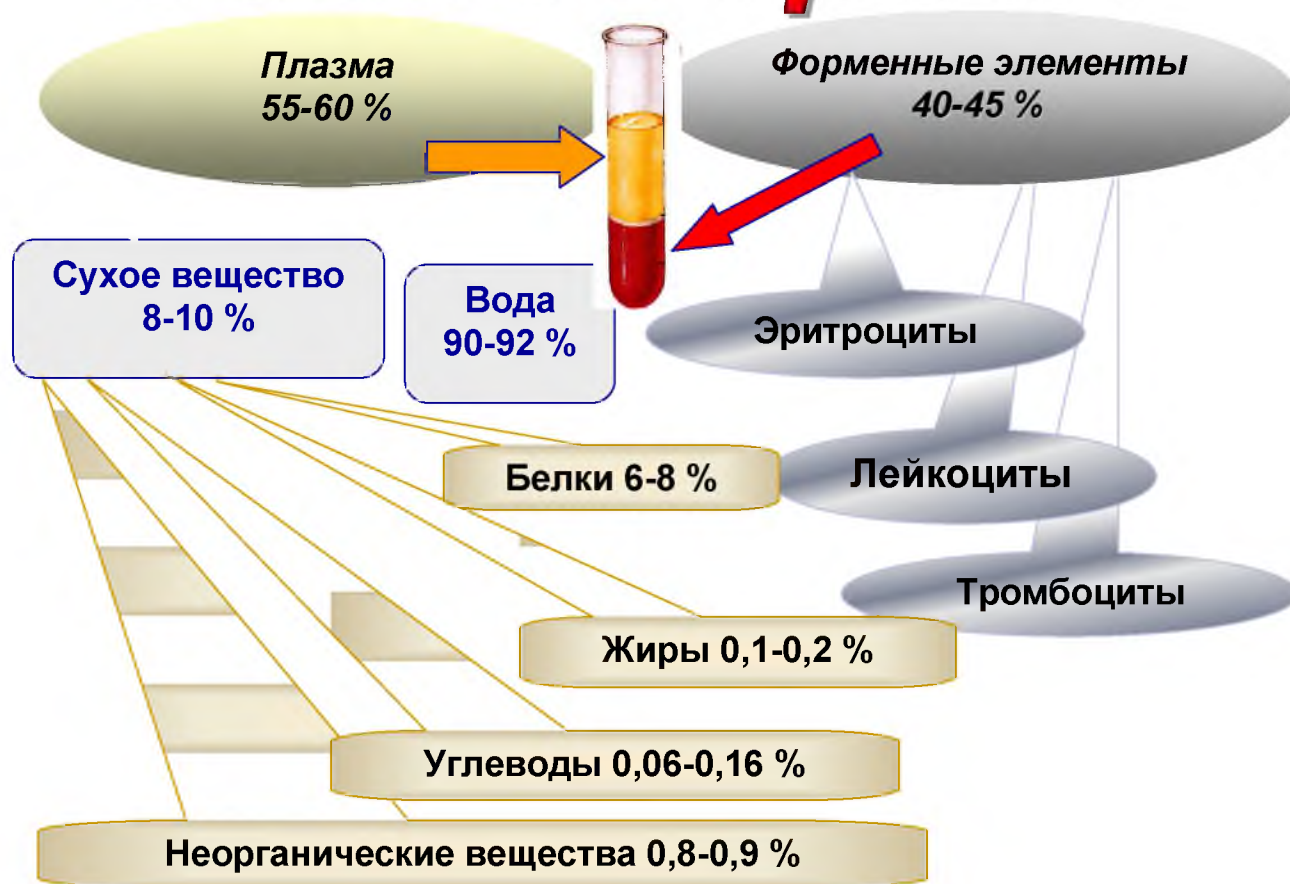 Плазма
55-60 %
Форменные элементы
40-45 %
Сухое вещество
8-10 %
Вода
90-92 %
Эритроциты
Белки 6-8 %
Лейкоциты
Тромбоциты
Жиры 0,1-0,2 %
Углеводы 0,06-0,16 %
Неорганические вещества 0,8-0,9 %